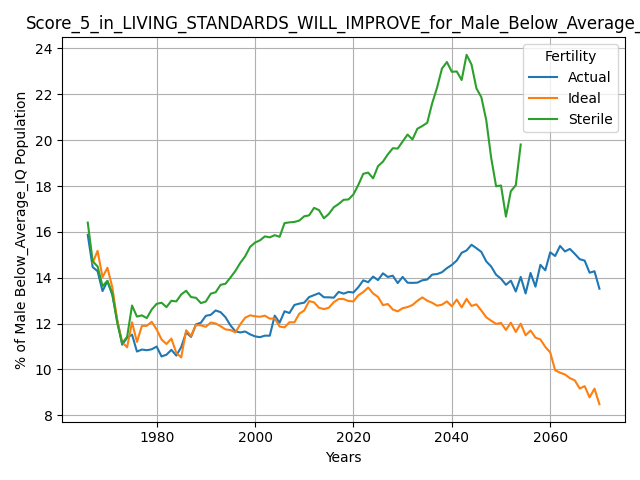 Score_5_in_LIVING_STANDARDS_WILL_IMPROVE_for_Male_Below_Average_
Fertility
Actual
Ideal
Sterile
% of Male Below_Average_IQ Population
24
22
20
18
16
14
12
10
8
1980
2000
2020
2040
2060
Years